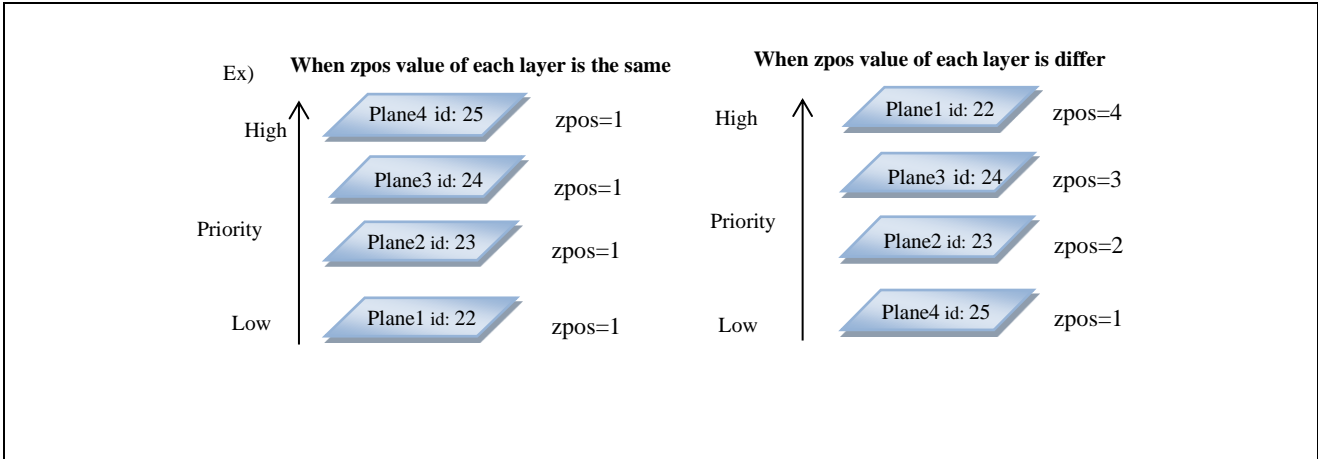 Ex)
When zpos value of each layer is the same
High
Plane4 id: 25
zpos=1
Plane3 id: 24
zpos=1
Priority
Plane2 id: 23
zpos=1
Low
Plane1 id: 22
zpos=1
When zpos value of each layer is differ
High
Plane1 id: 22
zpos=4
Plane3 id: 24
zpos=3
Priority
Plane2 id: 23
zpos=2
Low
Plane4 id: 25
zpos=1